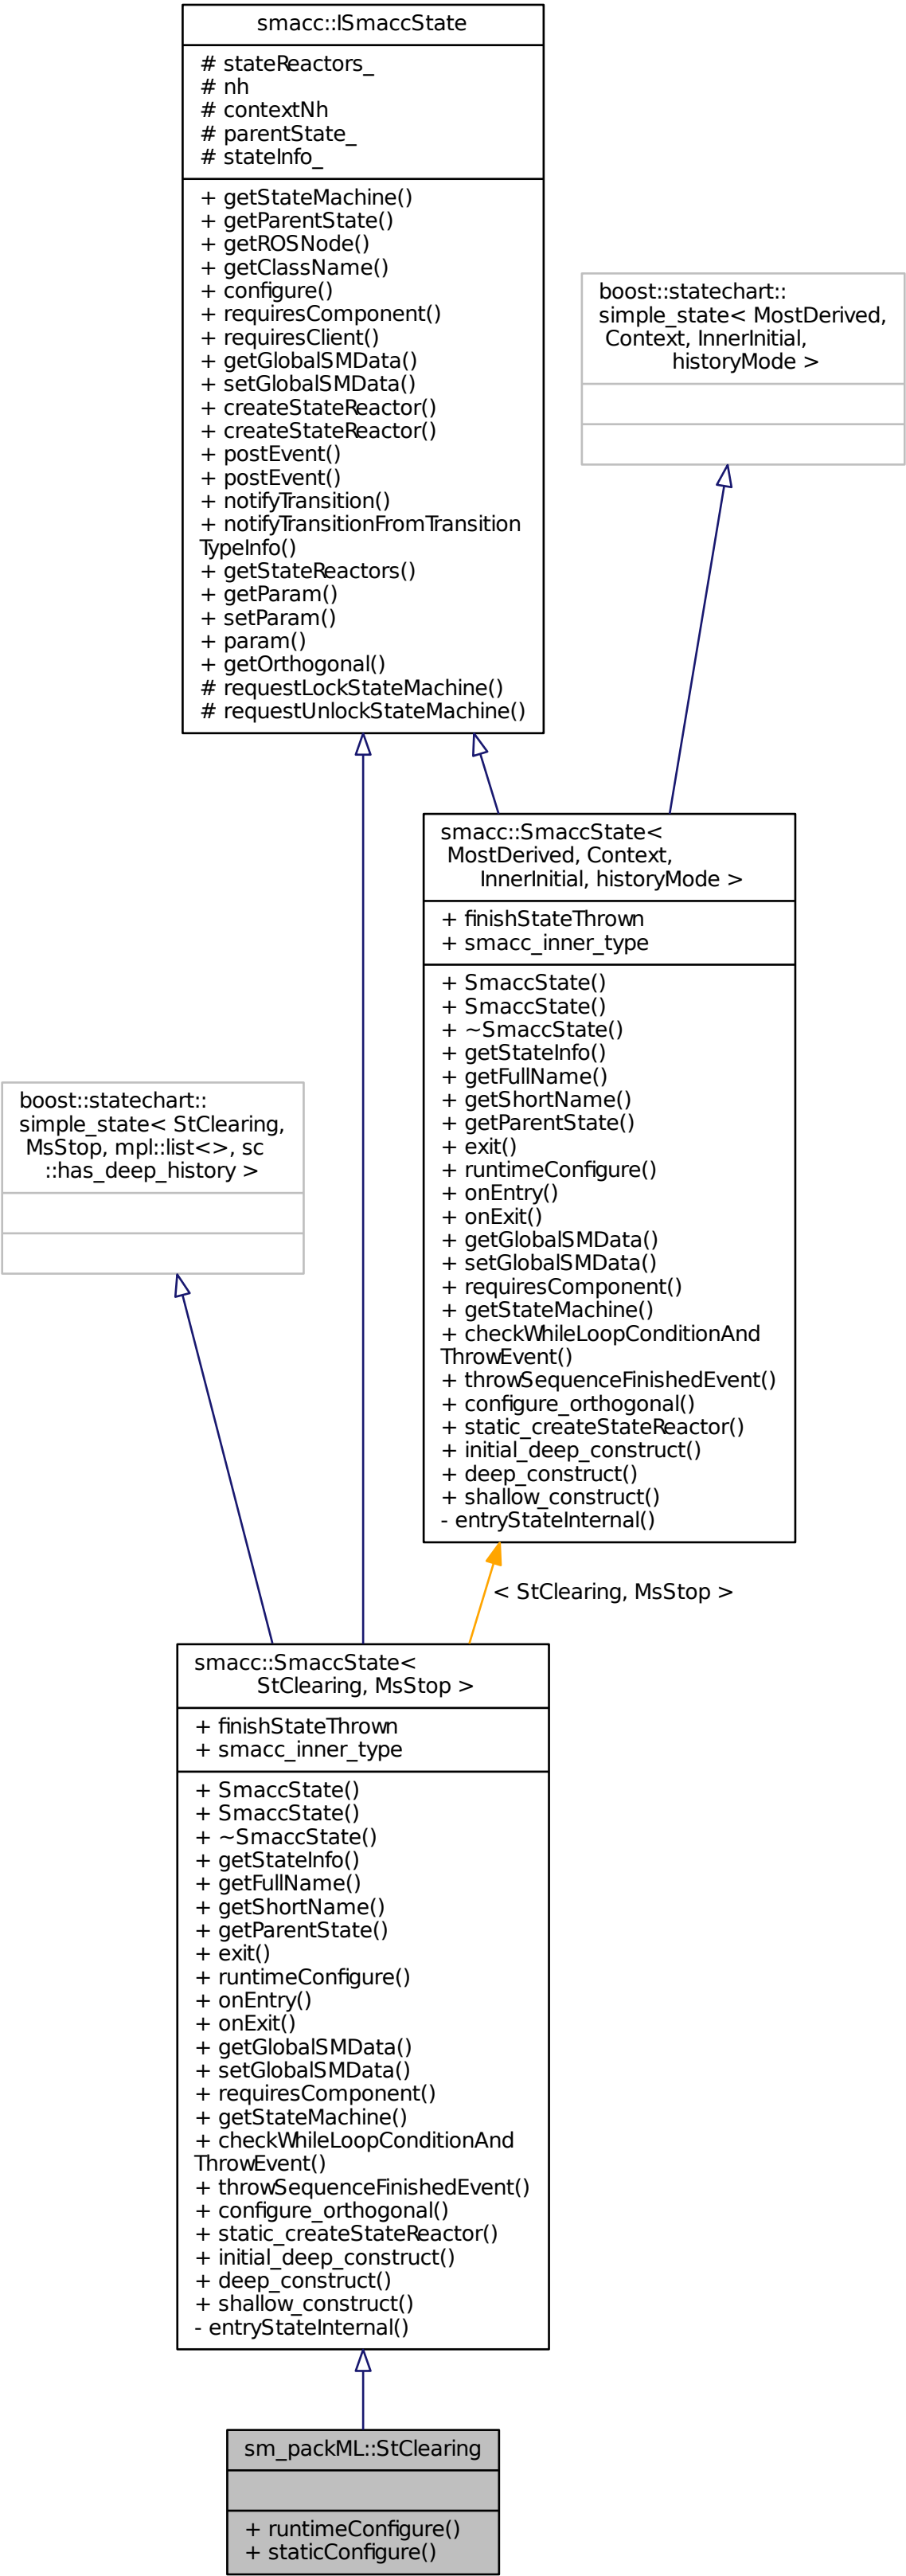 smacc::ISmaccState
# stateReactors_
# nh
# contextNh
# parentState_
# stateInfo_
+ getStateMachine()
+ getParentState()
+ getROSNode()
+ getClassName()
+ configure()
+ requiresComponent()
+ requiresClient()
+ getGlobalSMData()
+ setGlobalSMData()
+ createStateReactor()
+ createStateReactor()
+ postEvent()
+ postEvent()
+ notifyTransition()
+ notifyTransitionFromTransition
TypeInfo()
+ getStateReactors()
+ getParam()
+ setParam()
+ param()
+ getOrthogonal()
# requestLockStateMachine()
# requestUnlockStateMachine()
boost::statechart::
simple_state< MostDerived,
Context, InnerInitial,
historyMode >
smacc::SmaccState<
MostDerived, Context,
InnerInitial, historyMode >
+ finishStateThrown
+ smacc_inner_type
+ SmaccState()
+ SmaccState()
+ ~SmaccState()
+ getStateInfo()
+ getFullName()
+ getShortName()
+ getParentState()
+ exit()
+ runtimeConfigure()
+ onEntry()
+ onExit()
+ getGlobalSMData()
+ setGlobalSMData()
+ requiresComponent()
+ getStateMachine()
+ checkWhileLoopConditionAnd
ThrowEvent()
+ throwSequenceFinishedEvent()
+ configure_orthogonal()
+ static_createStateReactor()
+ initial_deep_construct()
+ deep_construct()
+ shallow_construct()
- entryStateInternal()
boost::statechart::
simple_state< StClearing,
MsStop, mpl::list<>, sc
::has_deep_history >
< StClearing, MsStop >
smacc::SmaccState<
StClearing, MsStop >
+ finishStateThrown
+ smacc_inner_type
+ SmaccState()
+ SmaccState()
+ ~SmaccState()
+ getStateInfo()
+ getFullName()
+ getShortName()
+ getParentState()
+ exit()
+ runtimeConfigure()
+ onEntry()
+ onExit()
+ getGlobalSMData()
+ setGlobalSMData()
+ requiresComponent()
+ getStateMachine()
+ checkWhileLoopConditionAnd
ThrowEvent()
+ throwSequenceFinishedEvent()
+ configure_orthogonal()
+ static_createStateReactor()
+ initial_deep_construct()
+ deep_construct()
+ shallow_construct()
- entryStateInternal()
sm_packML::StClearing
+ runtimeConfigure()
+ staticConfigure()